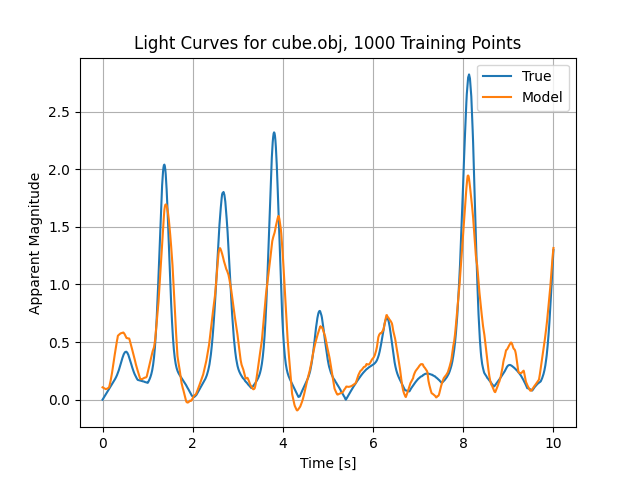 Light Curves for cube.obj, 1000 Training Points
True
Model
Apparent Magnitude
2.5
2.0
1.5
1.0
0.5
0.0
0 2 4 6 8 10
Time [s]